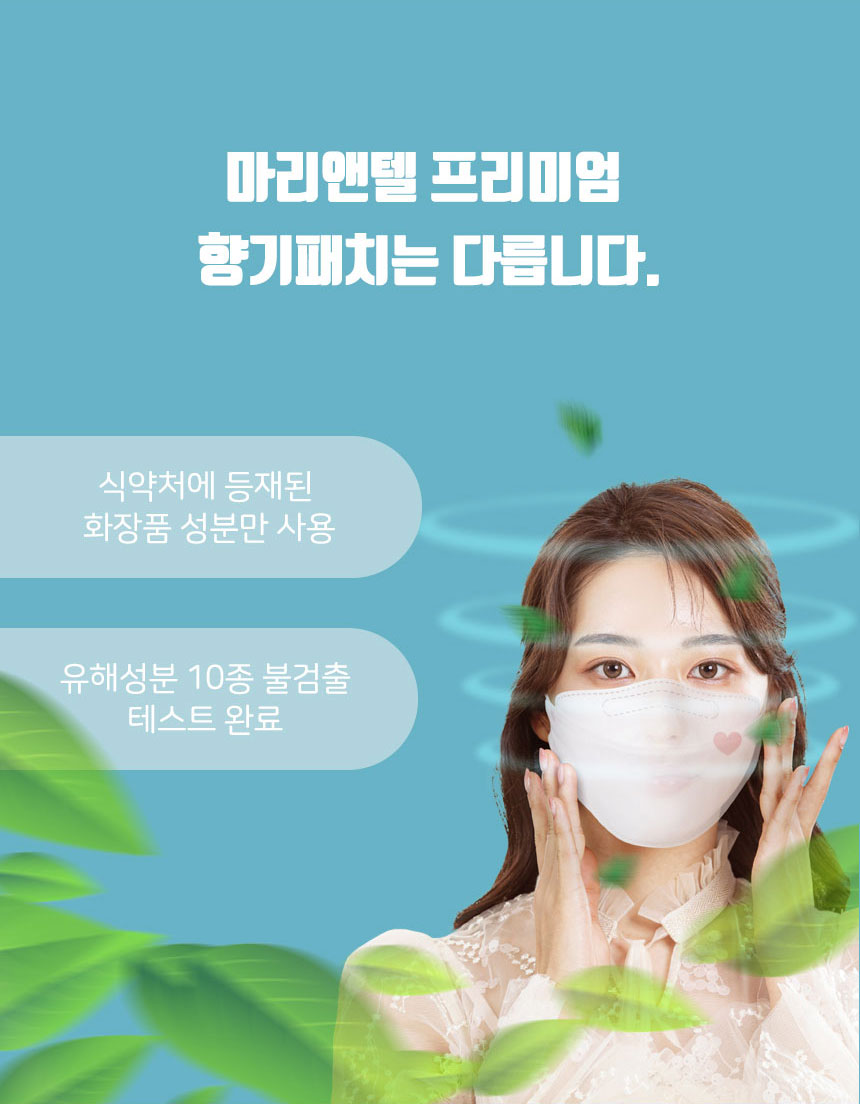 마리앤텔 프리미엄
향기패치는 다릅니다.
식약처에 등재된
화장품 성분만 사용
유해성분 10종 불검출
테스트 완료